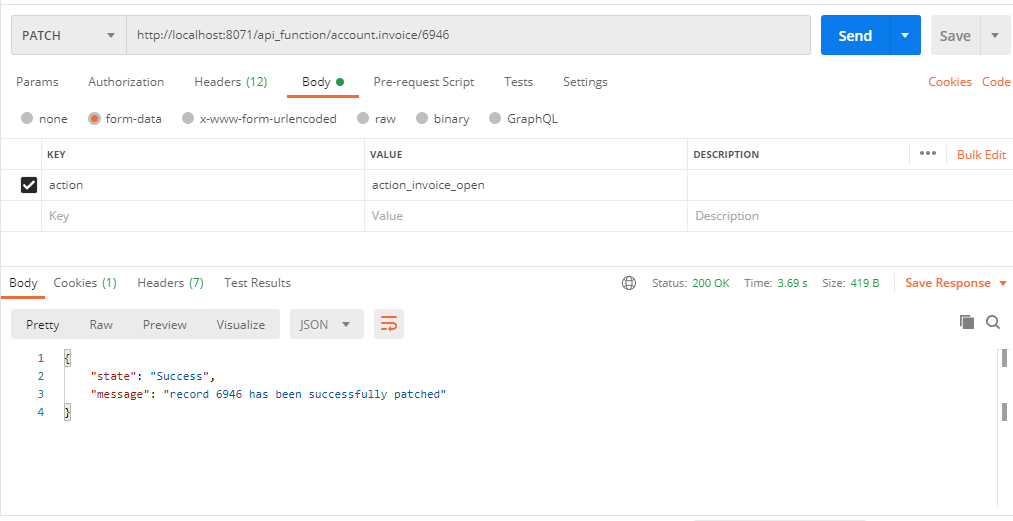 PATCH http://localhost:8071/api_function/account.invoice/6946 Send Save
Params Authorization Headers (12) Body Pre-request Script Tests Settings Cookies Code
none form-data x-www-form-urlencoded raw binary GraphQL
KEY VALUE DESCRIPTION ••• Bulk Edit
action action_invoice_open
Key Value Description
Body Cookies (1) Headers (7) Test Results Status: 200 OK Time: 3.69 s Size: 419 B Save Response
Pretty Raw Preview Visualize JSON
1 {
2 "state": "Success",
3 "message": "record 6946 has been successfully patched"
4 }